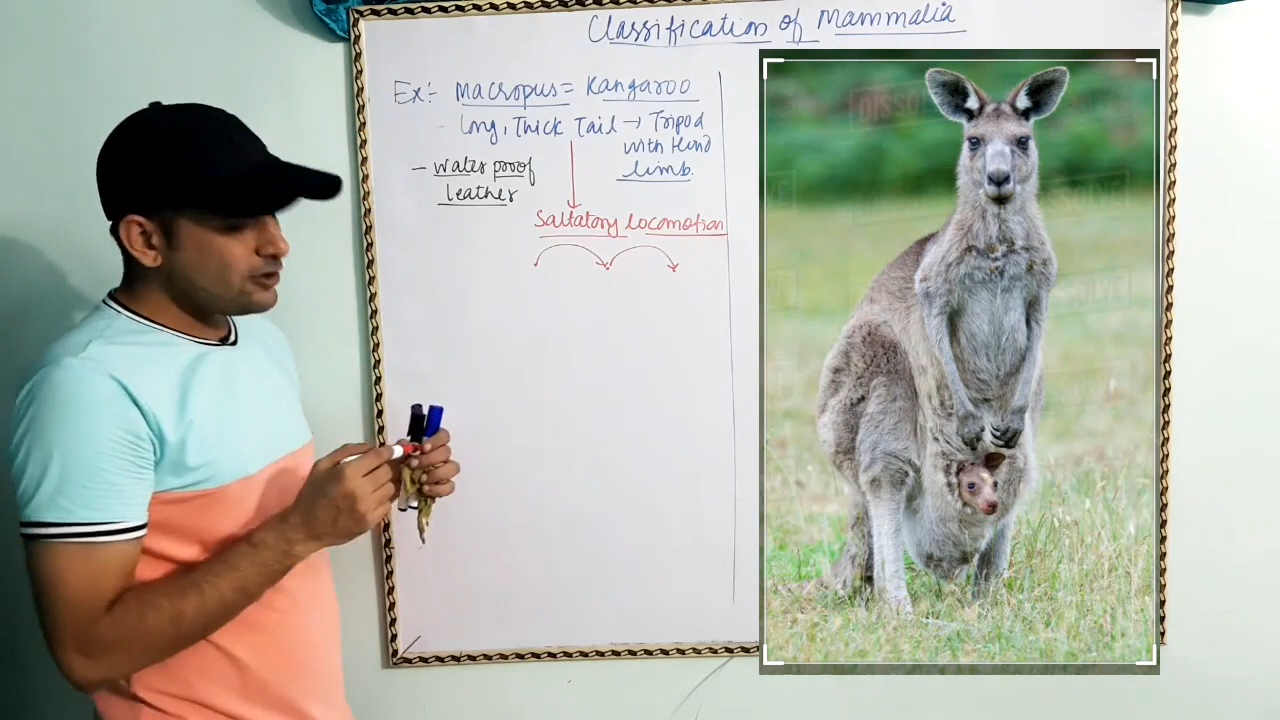 Classification of Mammalia
Ex:- Macropus = Kangaroo
- Long, Thick Tail → Tripod
with Hind
limb.
- Water proof
leather
Saltatory locomotion